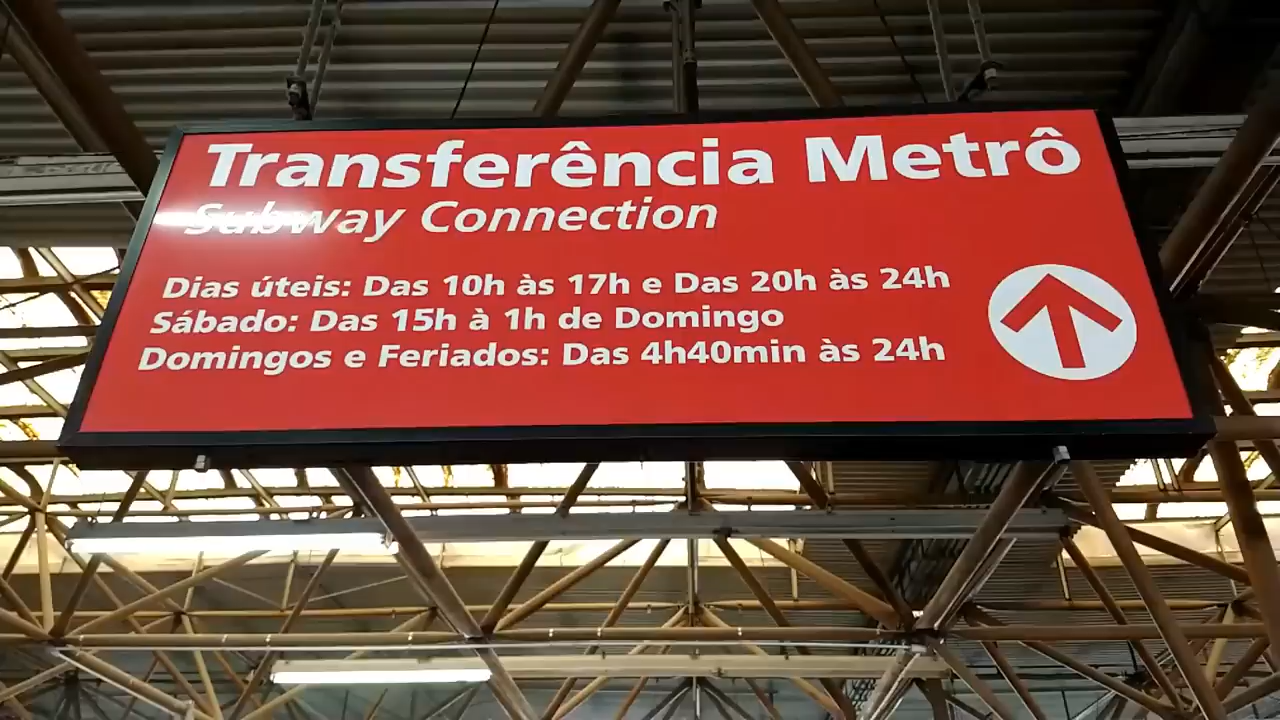 Transferência Metrô
Subway Connection
Dias úteis: Das 10h às 17h e Das 20h às 24h
Sábado: Das 15h à 1h de Domingo
Domingos e Feriados: Das 4h40min às 24h